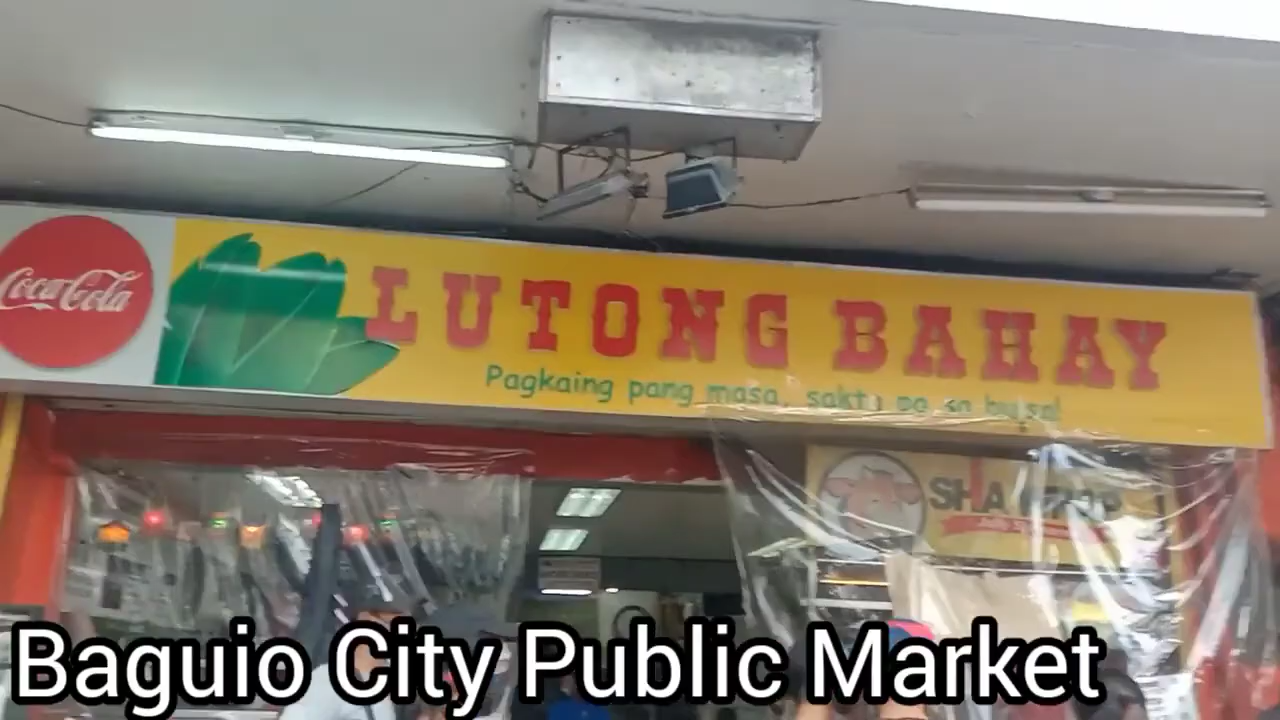 Coca-Cola
LUTONG BAHAY
Pagkaing pang masa, sakto pa sa bulsa!
Baguio City Public Market